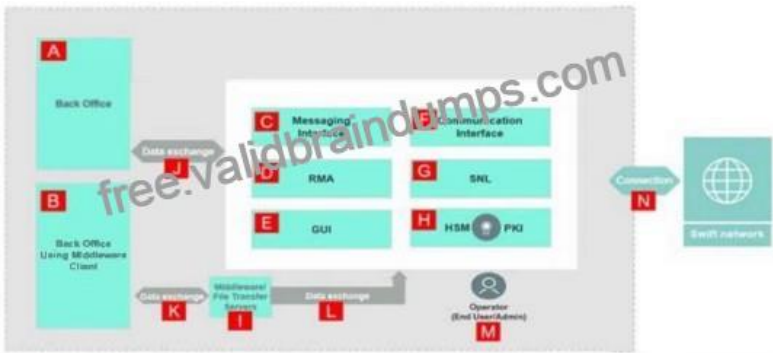 A
Back Office
B
Back Office
Using Middleware
Client
Data exchange
J
Data exchange
K
Middleware/
File Transfer
Servers
I
Data exchange
L
C
Messaging
Interface
D
RMA
E
GUI
F
Communication
Interface
G
SNL
H
HSM PKI
Operator
(End User/Admin)
M
Connection
N
Swift network
free.validbraindumps.com